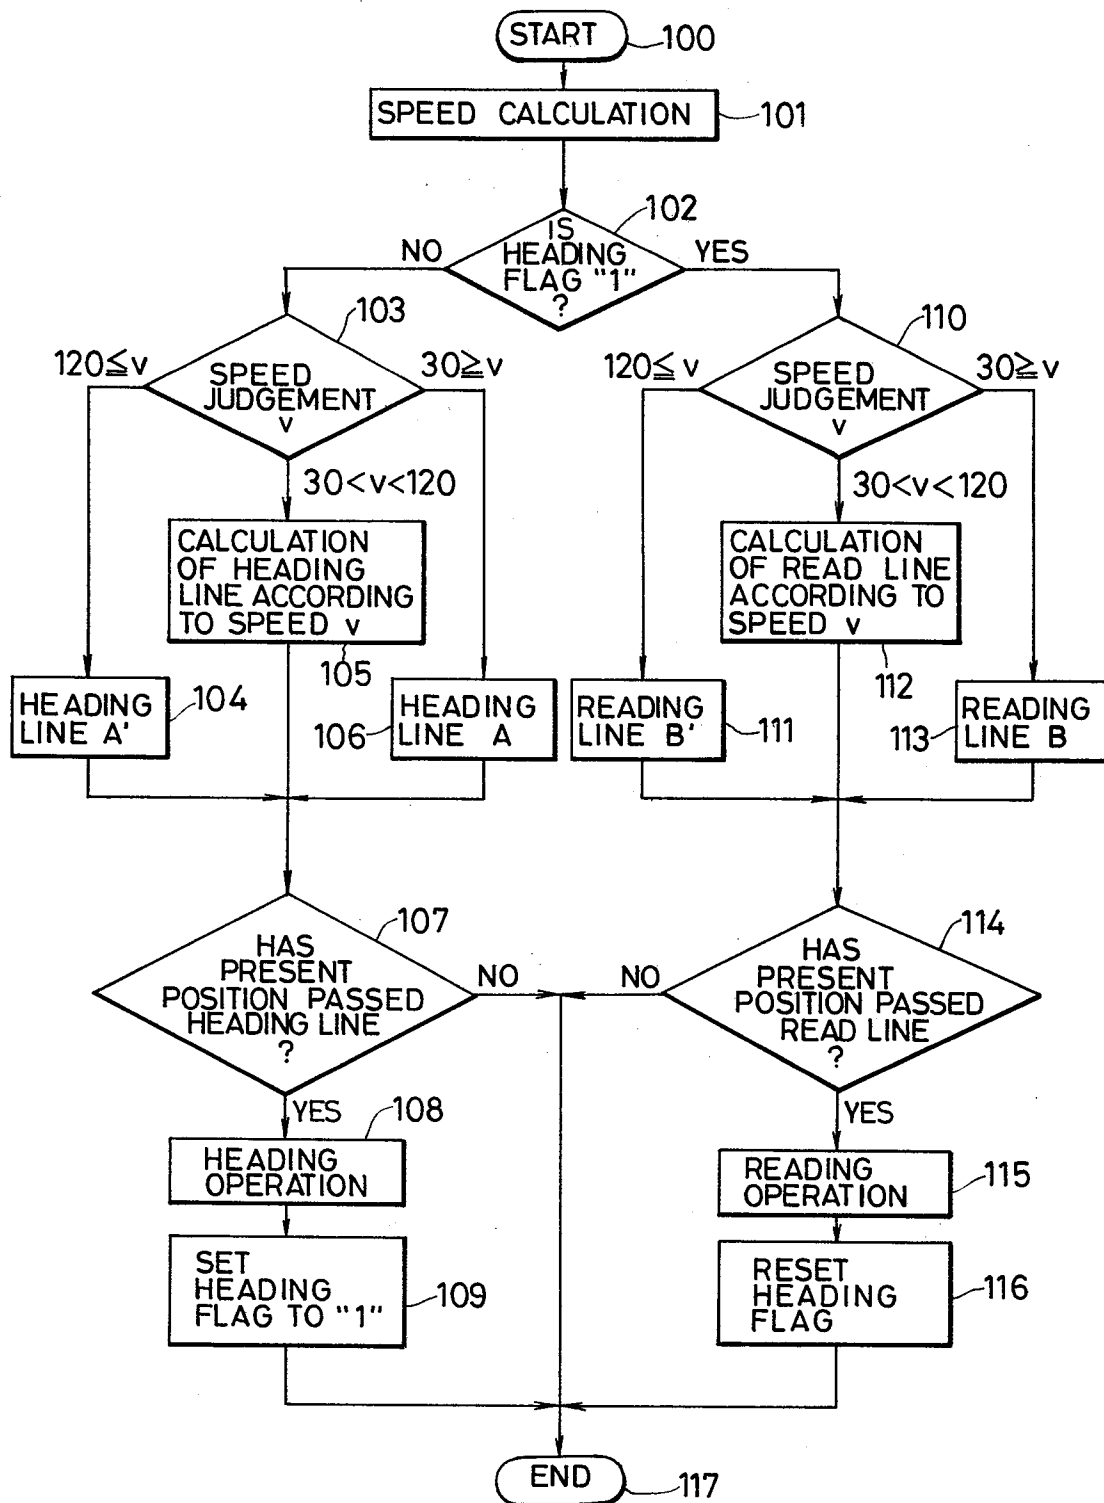 START
100
SPEED CALCULATION
101
IS
HEADING
FLAG "1"
?
102
NO
YES
103
SPEED
JUDGEMENT
v
120≦v
30≧v
30<v<120
110
SPEED
JUDGEMENT
v
120≦v
30≧v
30<v<120
CALCULATION
OF HEADING
LINE ACCORDING
TO SPEED v
105
CALCULATION
OF READ LINE
ACCORDING TO
SPEED v
112
HEADING
LINE A'
104
HEADING
LINE A
106
READING
LINE B'
111
READING
LINE B
113
HAS
PRESENT
POSITION PASSED
HEADING LINE
?
107
NO
YES
HAS
PRESENT
POSITION PASSED
READ LINE
?
114
NO
YES
HEADING
OPERATION
108
READING
OPERATION
115
SET
HEADING
FLAG TO "1"
109
RESET
HEADING
FLAG
116
END
117